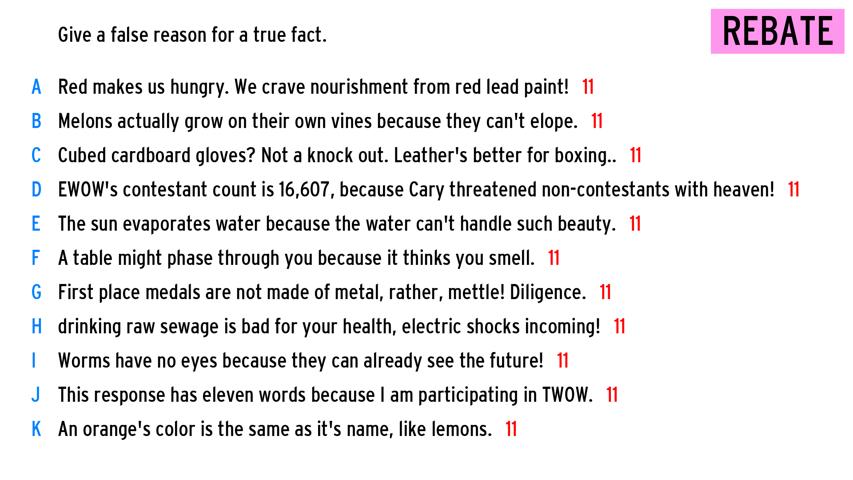 Give a false reason for a true fact.
REBATE
A Red makes us hungry. We crave nourishment from red lead paint! 11
B Melons actually grow on their own vines because they can't elope. 11
C Cubed cardboard gloves? Not a knock out. Leather's better for boxing.. 11
D EWOW's contestant count is 16,607, because Cary threatened non-contestants with heaven! 11
E The sun evaporates water because the water can't handle such beauty. 11
F A table might phase through you because it thinks you smell. 11
G First place medals are not made of metal, rather, mettle! Diligence. 11
H drinking raw sewage is bad for your health, electric shocks incoming! 11
I Worms have no eyes because they can already see the future! 11
J This response has eleven words because I am participating in TWOW. 11
K An orange's color is the same as it's name, like lemons. 11